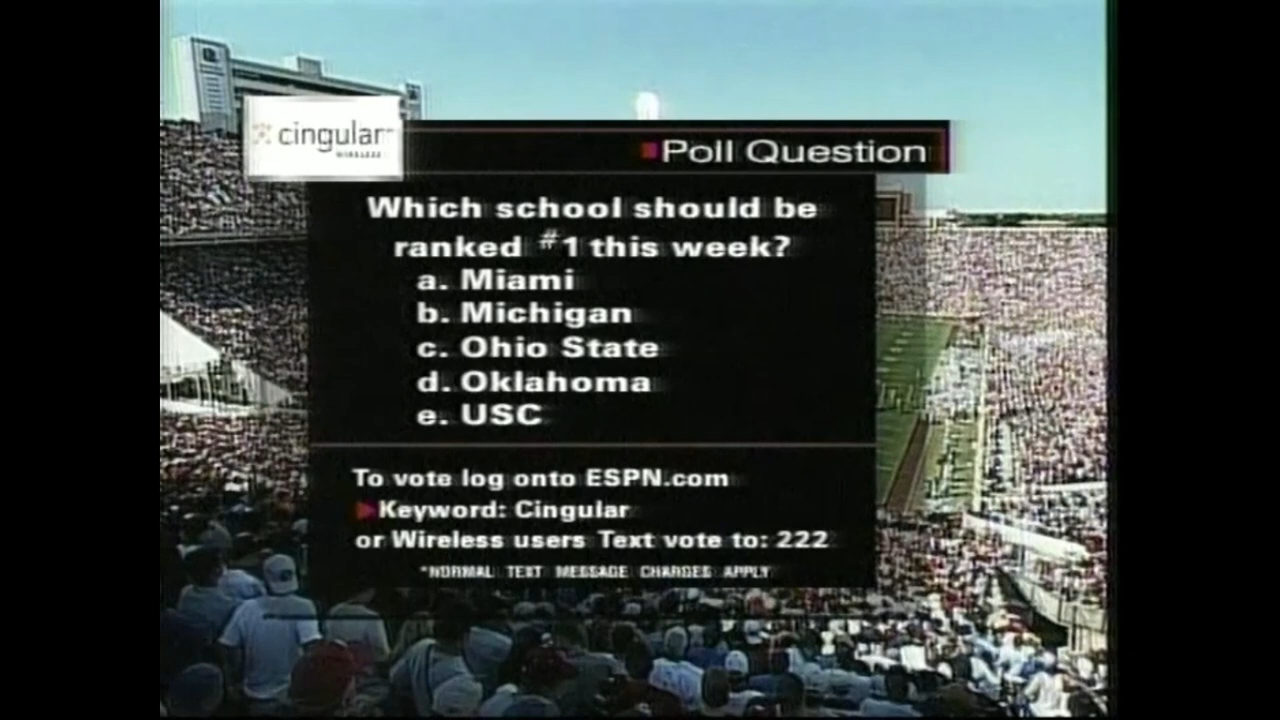 cingular
WIRELESS
Poll Question
Which school should be
ranked #1 this week?
a. Miami
b. Michigan
c. Ohio State
d. Oklahoma
e. USC
To vote log onto ESPN.com
Keyword: Cingular
or Wireless users Text vote to: 222
*NORMAL TEXT MESSAGE CHARGES APPLY